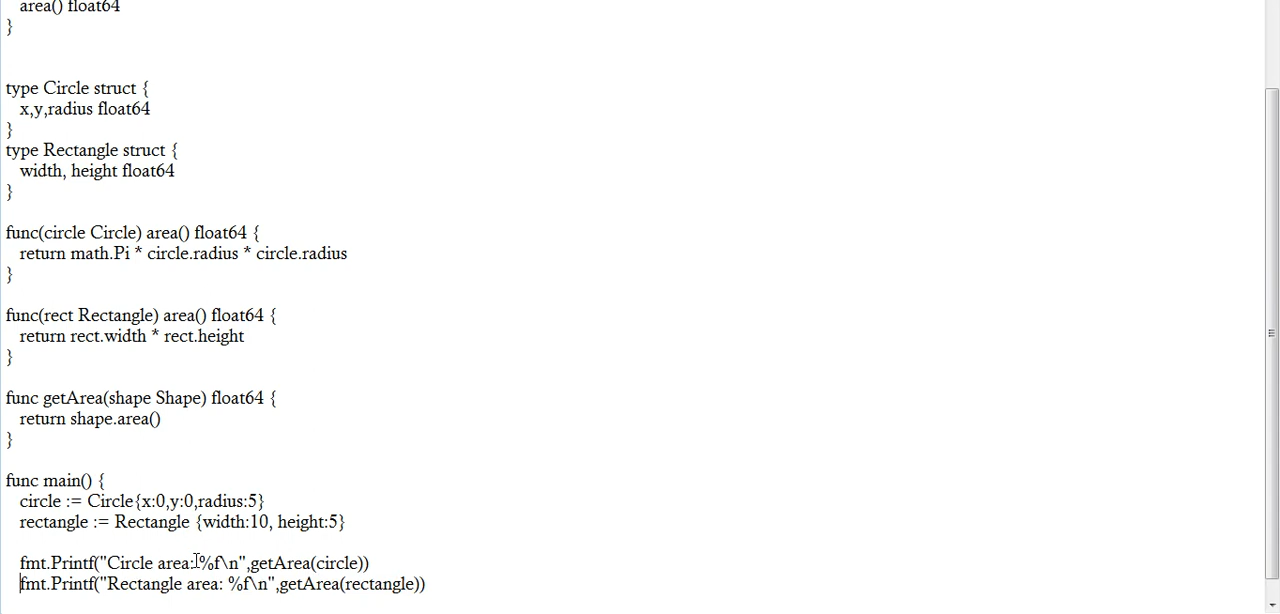 area() float64
}
type Circle struct {
x,y,radius float64
}
type Rectangle struct {
width, height float64
}
func(circle Circle) area() float64 {
return math.Pi * circle.radius * circle.radius
}
func(rect Rectangle) area() float64 {
return rect.width * rect.height
}
func getArea(shape Shape) float64 {
return shape.area()
}
func main() {
circle := Circle{x:0,y:0,radius:5}
rectangle := Rectangle {width:10, height:5}
fmt.Printf("Circle area: %f\n",getArea(circle))
fmt.Printf("Rectangle area: %f\n",getArea(rectangle))